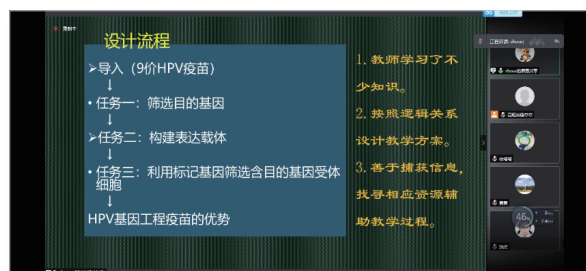 设计流程
➢导入（9价HPV疫苗）
↓
• 任务一：筛选目的基因
↓
➢任务二：构建表达载体
↓
• 任务三：利用标记基因筛选含目的基因受体
细胞
↓
HPV基因工程疫苗的优势
1. 教师学习了不
少知识。
2. 按照逻辑关系
设计教学方案。
3. 善于捕获信息，
找寻相应资源辅
助教学过程。
46